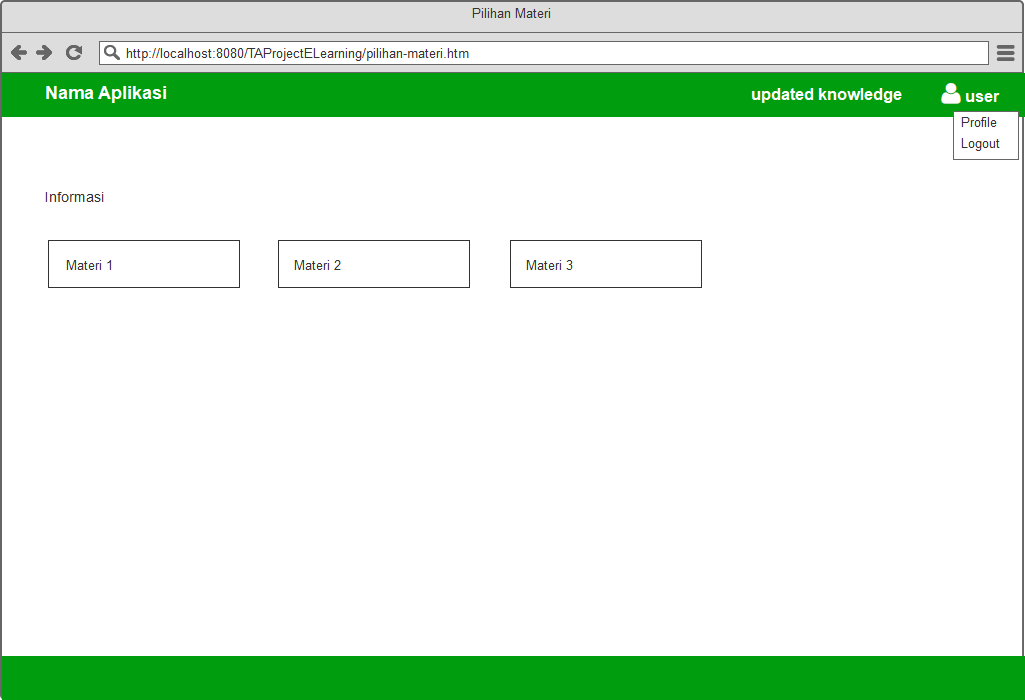 Pilihan Materi
http://localhost:8080/TAProjectELearning/pilihan-materi.htm
Nama Aplikasi updated knowledge user
Profile
Logout
Informasi
Materi 1 Materi 2 Materi 3